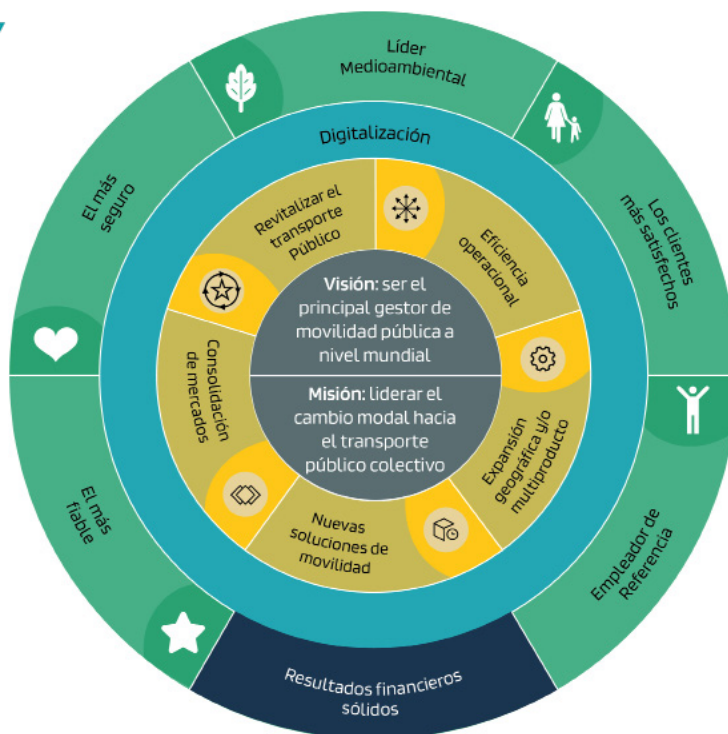 Líder
Medioambiental
Los clientes
más satisfechos
Empleador de
Referencia
Resultados financieros
sólidos
El más
fiable
El más
seguro
Digitalización
Revitalizar el
transporte
Público
Eficiencia
operacional
Expansión
geográfica y/o
multiproducto
Nuevas
soluciones de
movilidad
Consolidación
de mercados
Visión: ser el
principal gestor de
movilidad pública a
nivel mundial
Misión: liderar el
cambio modal hacia
el transporte
público colectivo